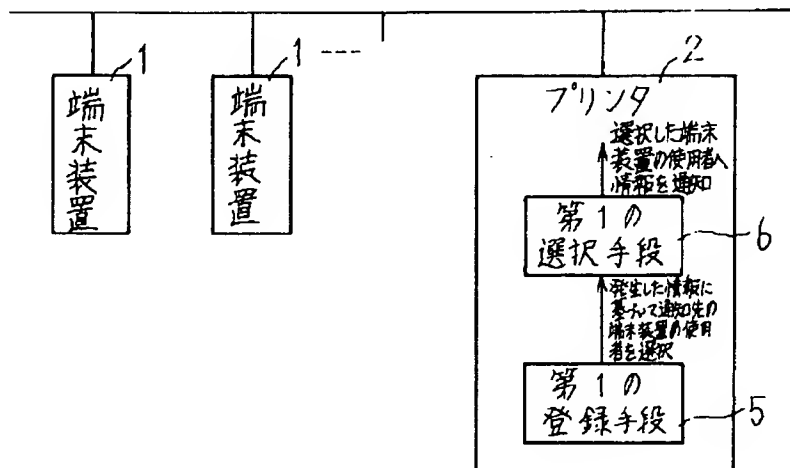 1
端末装置
1
----
端末装置
2
プリンタ
選択した端末
装置の使用者へ
情報を通知
第1の
選択手段
6
発生した情報に
基づいて通知先の
端末装置の使用
者を選択
第1の
登録手段
5